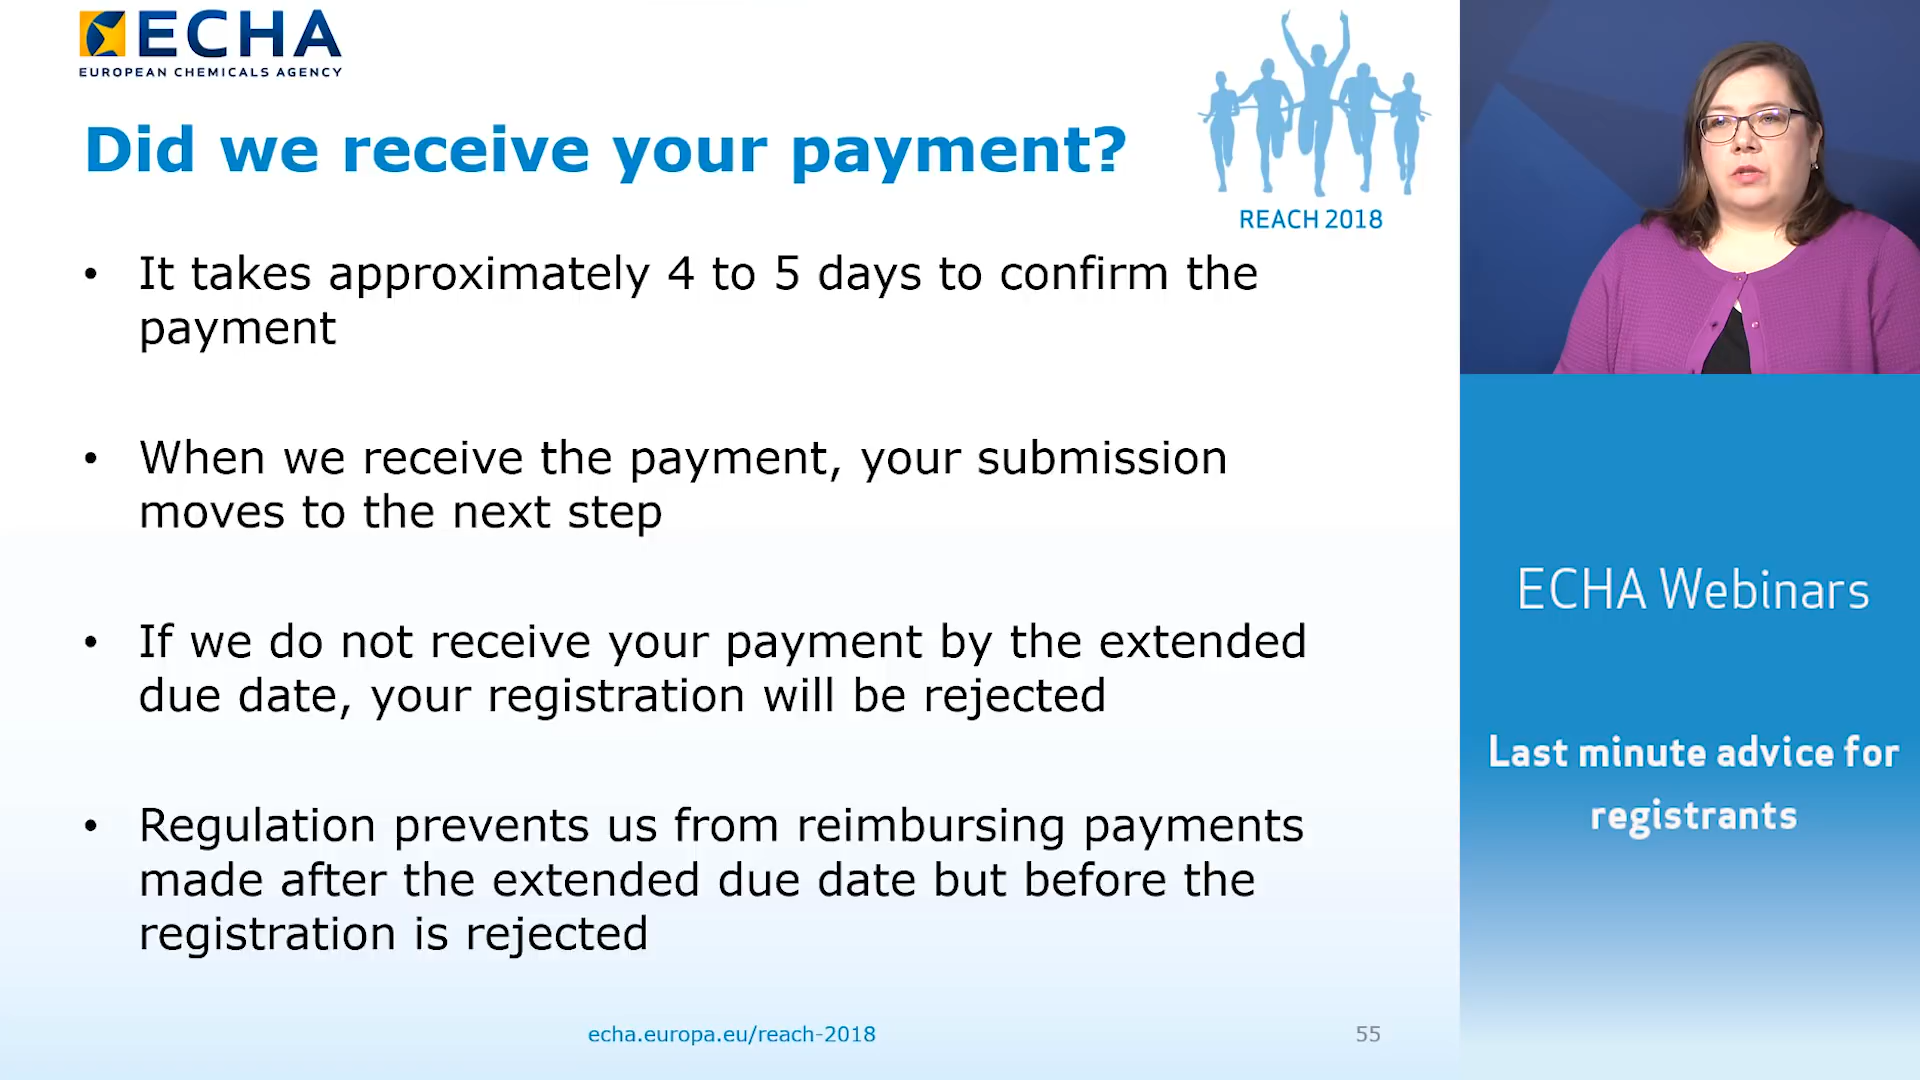 ECHA
EUROPEAN CHEMICALS AGENCY
Did we receive your payment?
REACH 2018
• It takes approximately 4 to 5 days to confirm the
payment
• When we receive the payment, your submission
moves to the next step
• If we do not receive your payment by the extended
due date, your registration will be rejected
• Regulation prevents us from reimbursing payments
made after the extended due date but before the
registration is rejected
echa.europa.eu/reach-2018
55
ECHA Webinars
Last minute advice for
registrants